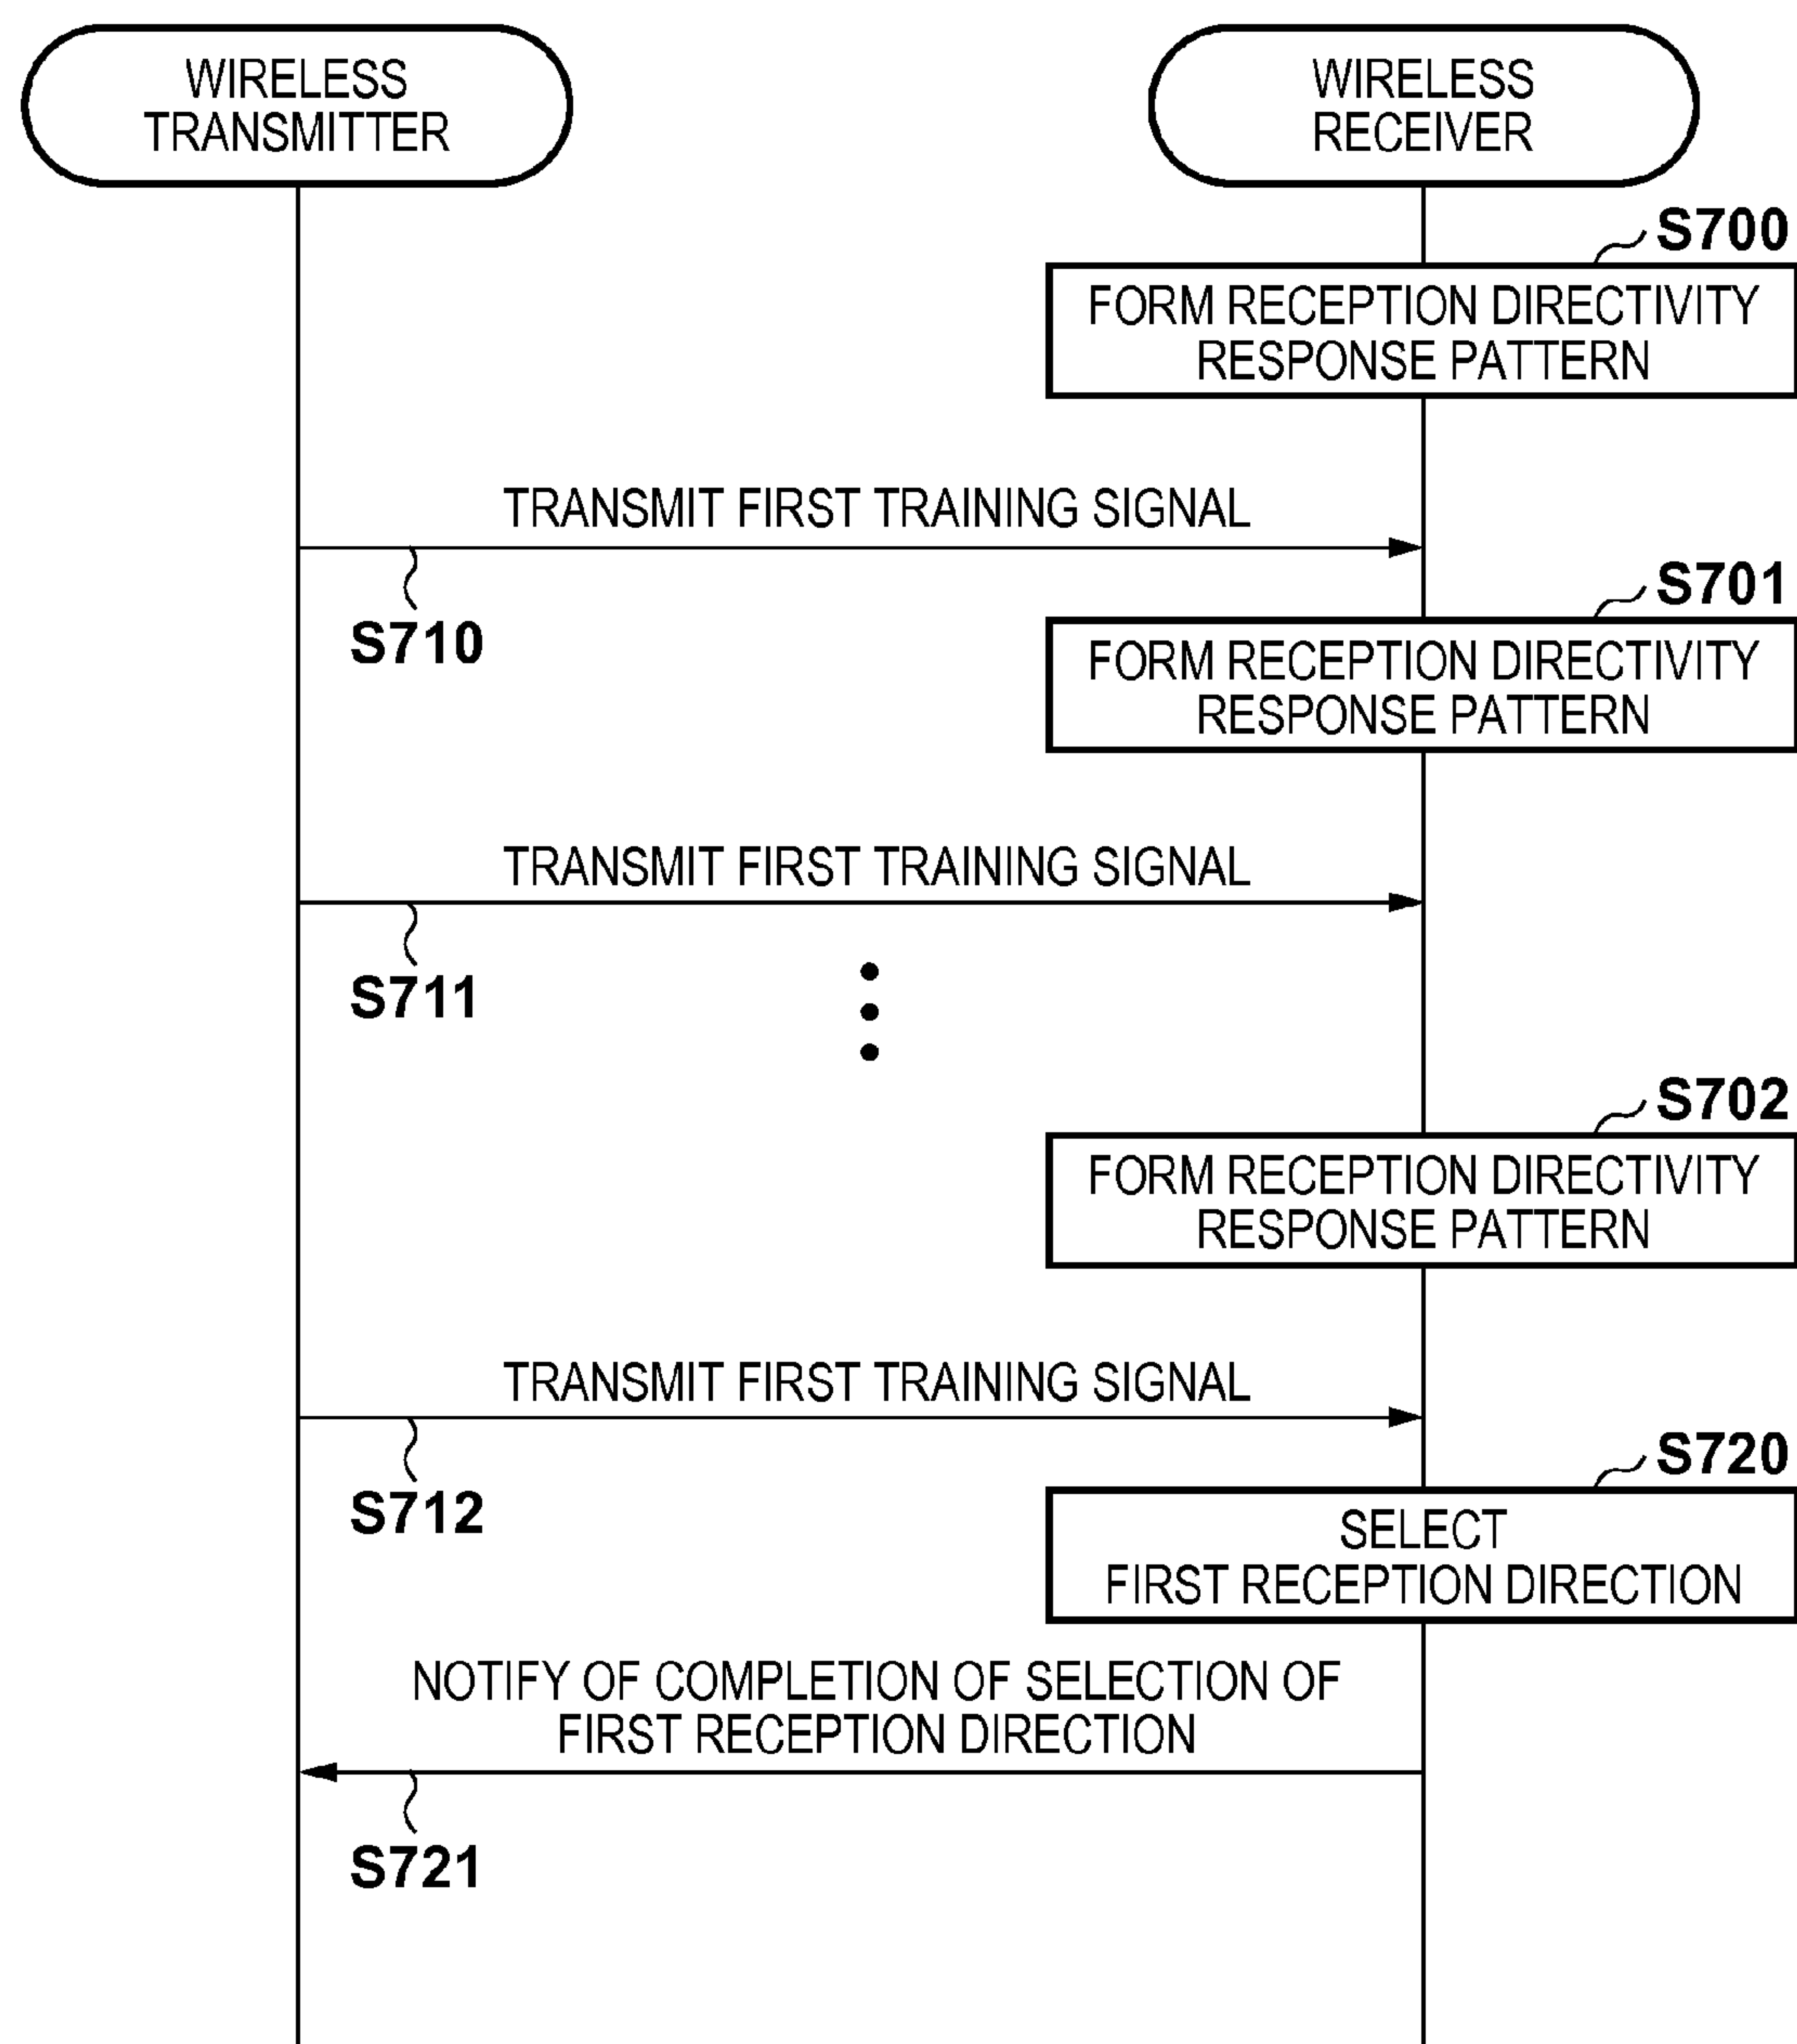 WIRELESS
TRANSMITTER
WIRELESS
RECEIVER
S700
FORM RECEPTION DIRECTIVITY
RESPONSE PATTERN
TRANSMIT FIRST TRAINING SIGNAL
S710
S701
FORM RECEPTION DIRECTIVITY
RESPONSE PATTERN
TRANSMIT FIRST TRAINING SIGNAL
S711
S702
FORM RECEPTION DIRECTIVITY
RESPONSE PATTERN
TRANSMIT FIRST TRAINING SIGNAL
S712
S720
SELECT
FIRST RECEPTION DIRECTION
NOTIFY OF COMPLETION OF SELECTION OF
FIRST RECEPTION DIRECTION
S721